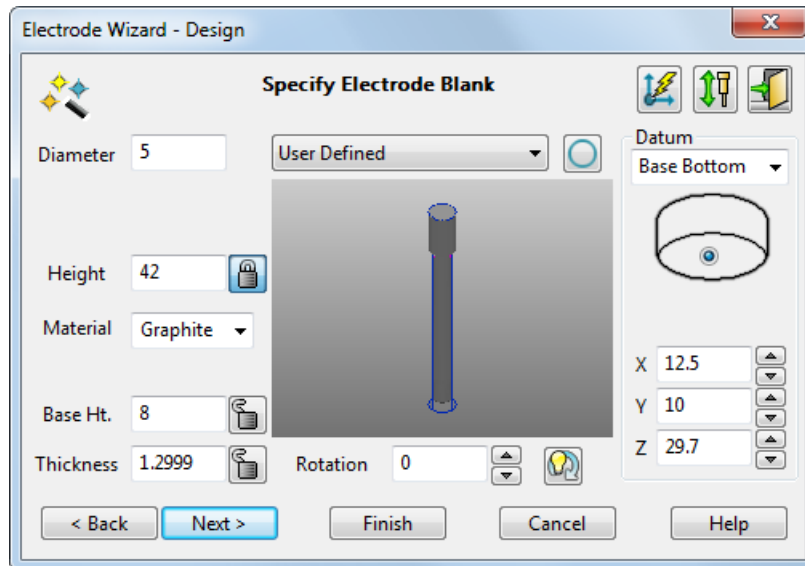 Electrode Wizard - Design
Specify Electrode Blank
Diameter 5
User Defined
Datum
Base Bottom
Height 42
Material Graphite
Base Ht. 8
Thickness 1.2999
Rotation 0
X 12.5
Y 10
Z 29.7
< Back Next > Finish Cancel Help